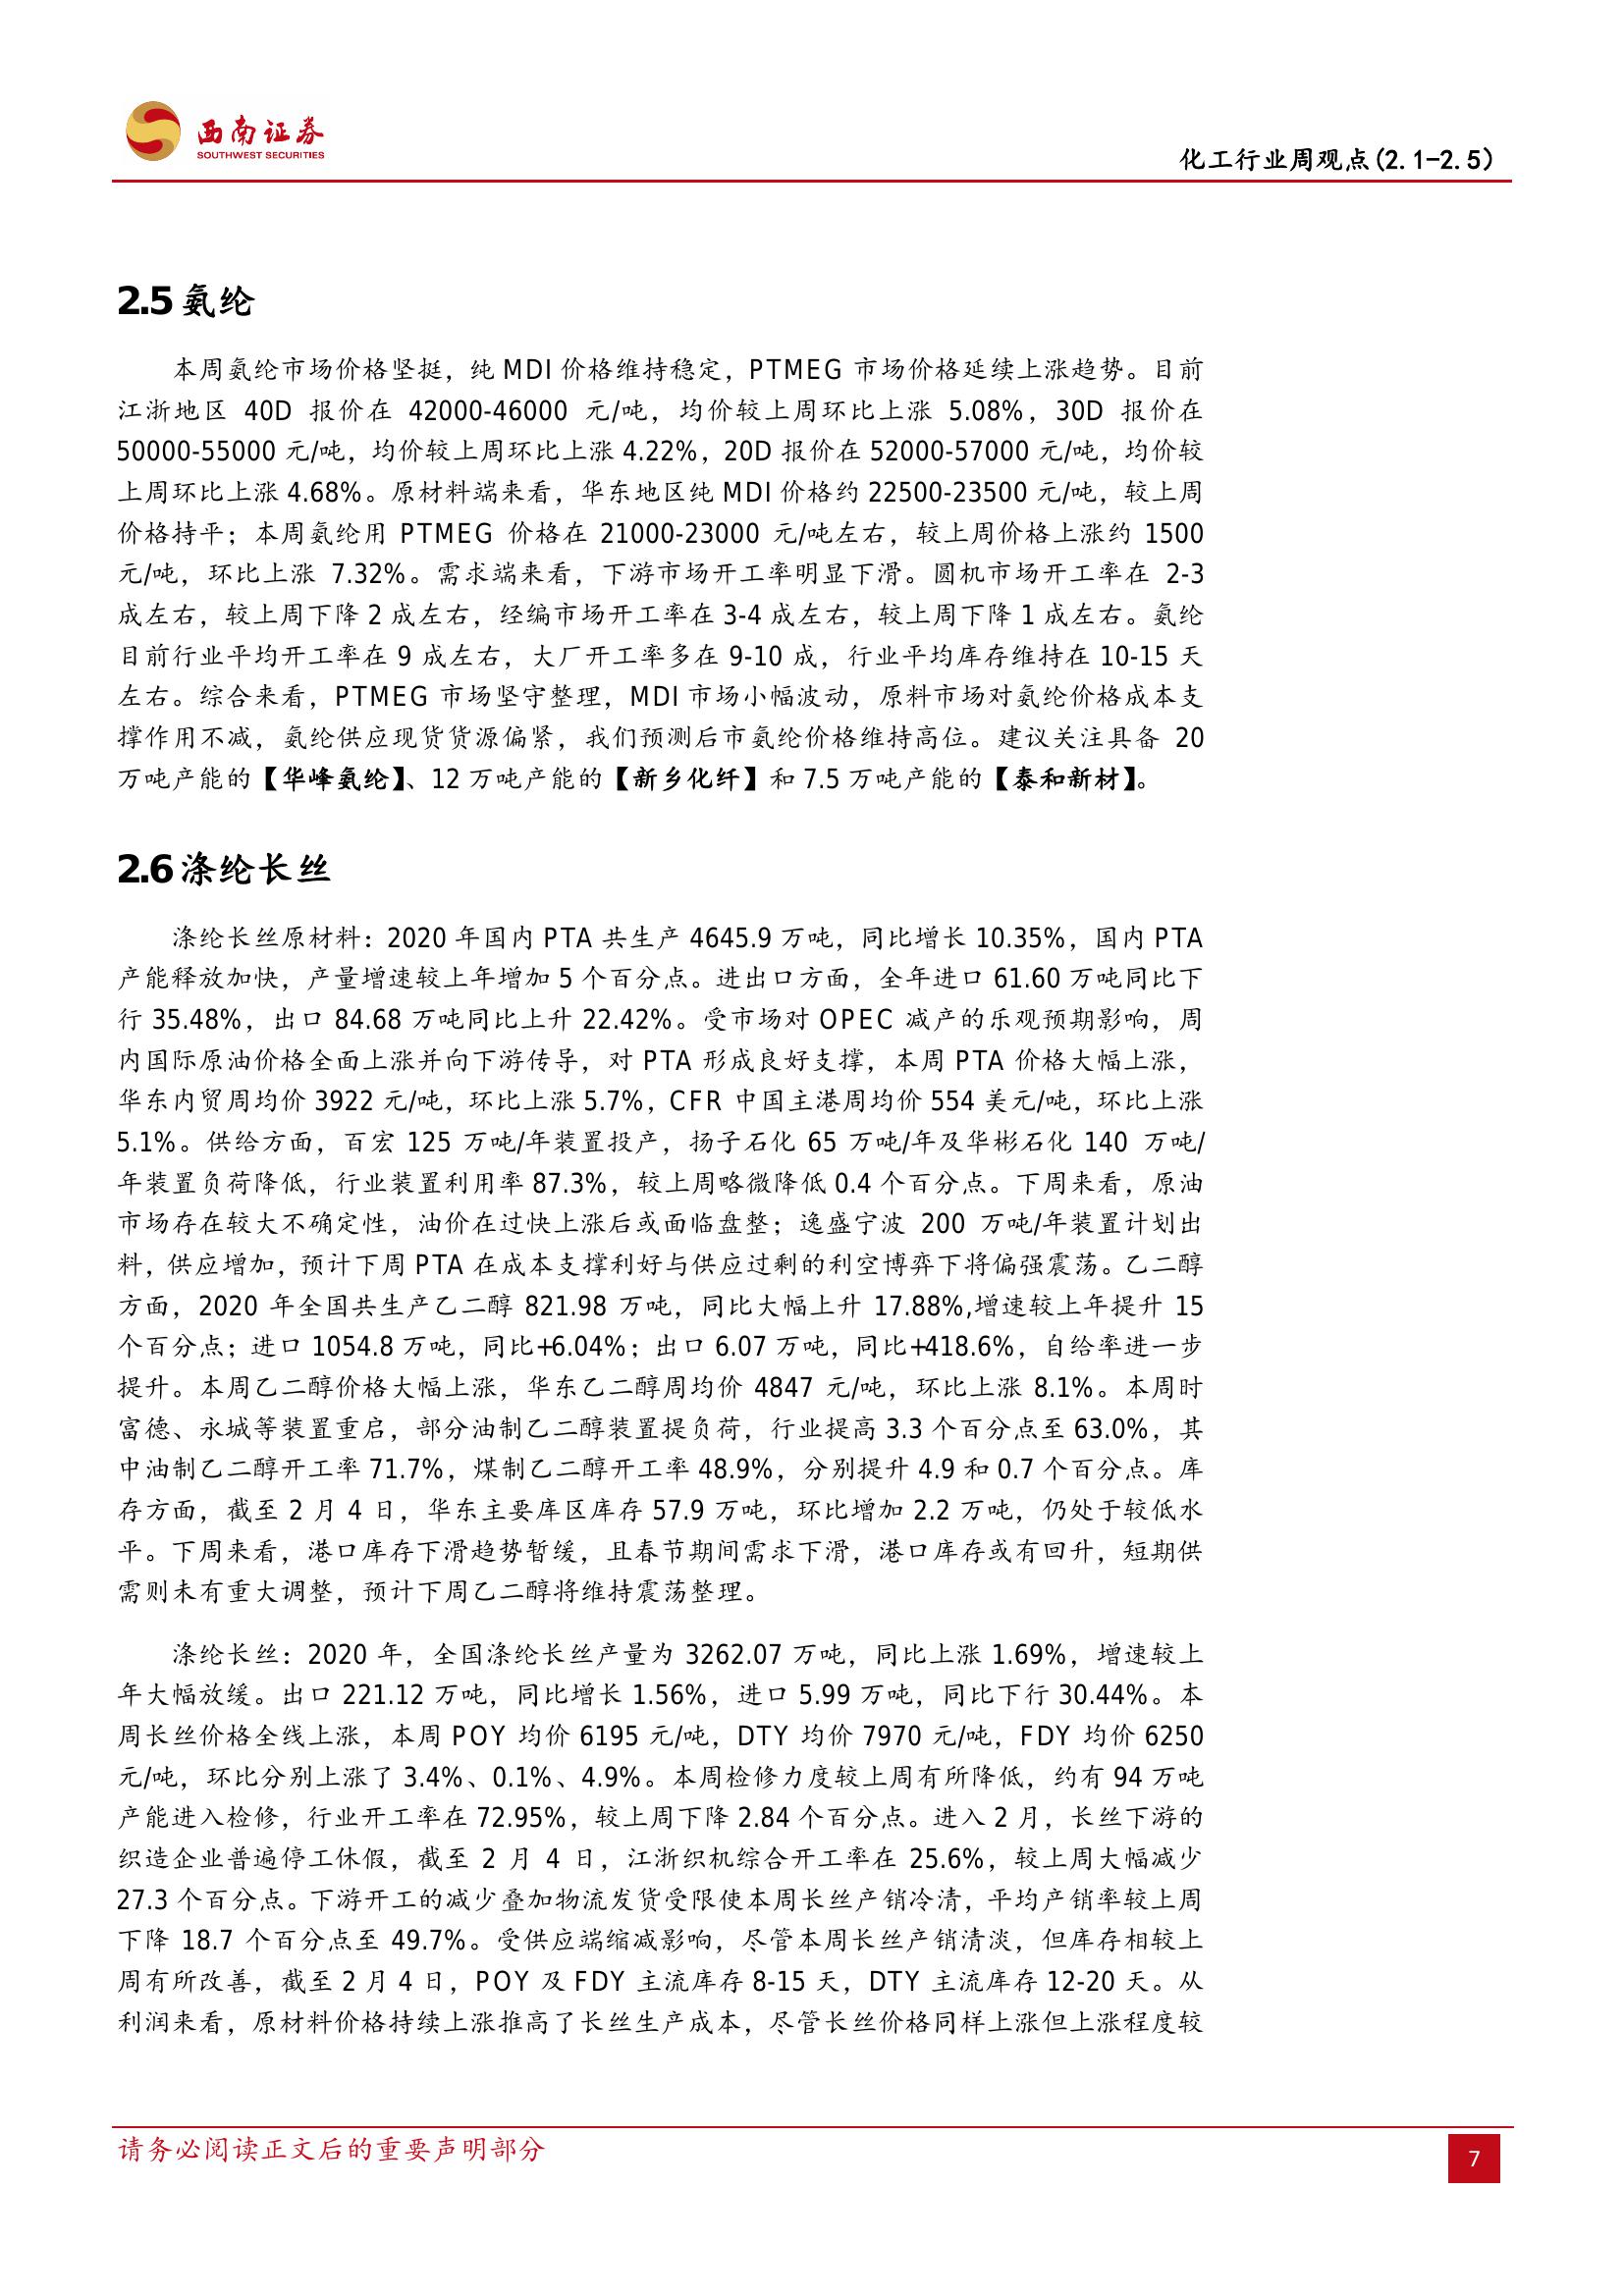 西南证券
SOUTHWEST SECURITIES
化工行业周观点(2.1-2.5)
2.5 氨纶
本周氨纶市场价格坚挺，纯 MDI 价格维持稳定，PTMEG 市场价格延续上涨趋势。目前
江浙地区 40D 报价在 42000-46000 元/吨，均价较上周环比上涨 5.08%，30D 报价在
50000-55000 元/吨，均价较上周环比上涨 4.22%，20D 报价在 52000-57000 元/吨，均价较
上周环比上涨 4.68%。原材料端来看，华东地区纯 MDI 价格约 22500-23500 元/吨，较上周
价格持平；本周氨纶用 PTMEG 价格在 21000-23000 元/吨左右，较上周价格上涨约 1500
元/吨，环比上涨 7.32%。需求端来看，下游市场开工率明显下滑。圆机市场开工率在 2-3
成左右，较上周下降 2 成左右，经编市场开工率在 3-4 成左右，较上周下降 1 成左右。氨纶
目前行业平均开工率在 9 成左右，大厂开工率多在 9-10 成，行业平均库存维持在 10-15 天
左右。综合来看，PTMEG 市场坚守整理，MDI 市场小幅波动，原料市场对氨纶价格成本支
撑作用不减，氨纶供应现货货源偏紧，我们预测后市氨纶价格维持高位。建议关注具备 20
万吨产能的【华峰氨纶】、12 万吨产能的【新乡化纤】和 7.5 万吨产能的【泰和新材】。
2.6 涤纶长丝
涤纶长丝原材料：2020 年国内 PTA 共生产 4645.9 万吨，同比增长 10.35%，国内 PTA
产能释放加快，产量增速较上年增加 5 个百分点。进出口方面，全年进口 61.60 万吨同比下
行 35.48%，出口 84.68 万吨同比上升 22.42%。受市场对 OPEC 减产的乐观预期影响，周
内国际原油价格全面上涨并向下游传导，对 PTA 形成良好支撑，本周 PTA 价格大幅上涨，
华东内贸周均价 3922 元/吨，环比上涨 5.7%，CFR 中国主港周均价 554 美元/吨，环比上涨
5.1%。供给方面，百宏 125 万吨/年装置投产，扬子石化 65 万吨/年及华彬石化 140 万吨/
年装置负荷降低，行业装置利用率 87.3%，较上周略微降低 0.4 个百分点。下周来看，原油
市场存在较大不确定性，油价在过快上涨后或面临盘整；逸盛宁波 200 万吨/年装置计划出
料，供应增加，预计下周 PTA 在成本支撑利好与供应过剩的利空博弈下将偏强震荡。乙二醇
方面，2020 年全国共生产乙二醇 821.98 万吨，同比大幅上升 17.88%,增速较上年提升 15
个百分点；进口 1054.8 万吨，同比+6.04%；出口 6.07 万吨，同比+418.6%，自给率进一步
提升。本周乙二醇价格大幅上涨，华东乙二醇周均价 4847 元/吨，环比上涨 8.1%。本周时
富德、永城等装置重启，部分油制乙二醇装置提负荷，行业提高 3.3 个百分点至 63.0%，其
中油制乙二醇开工率 71.7%，煤制乙二醇开工率 48.9%，分别提升 4.9 和 0.7 个百分点。库
存方面，截至 2 月 4 日，华东主要库区库存 57.9 万吨，环比增加 2.2 万吨，仍处于较低水
平。下周来看，港口库存下滑趋势暂缓，且春节期间需求下滑，港口库存或有回升，短期供
需则未有重大调整，预计下周乙二醇将维持震荡整理。
涤纶长丝：2020 年，全国涤纶长丝产量为 3262.07 万吨，同比上涨 1.69%，增速较上
年大幅放缓。出口 221.12 万吨，同比增长 1.56%，进口 5.99 万吨，同比下行 30.44%。本
周长丝价格全线上涨，本周 POY 均价 6195 元/吨，DTY 均价 7970 元/吨，FDY 均价 6250
元/吨，环比分别上涨了 3.4%、0.1%、4.9%。本周检修力度较上周有所降低，约有 94 万吨
产能进入检修，行业开工率在 72.95%，较上周下降 2.84 个百分点。进入 2 月，长丝下游的
织造企业普遍停工休假，截至 2 月 4 日，江浙织机综合开工率在 25.6%，较上周大幅减少
27.3 个百分点。下游开工的减少叠加物流发货受限使本周长丝产销冷清，平均产销率较上周
下降 18.7 个百分点至 49.7%。受供应端缩减影响，尽管本周长丝产销清淡，但库存相较上
周有所改善，截至 2 月 4 日，POY 及 FDY 主流库存 8-15 天，DTY 主流库存 12-20 天。从
利润来看，原材料价格持续上涨推高了长丝生产成本，尽管长丝价格同样上涨但上涨程度较
请务必阅读正文后的重要声明部分
7